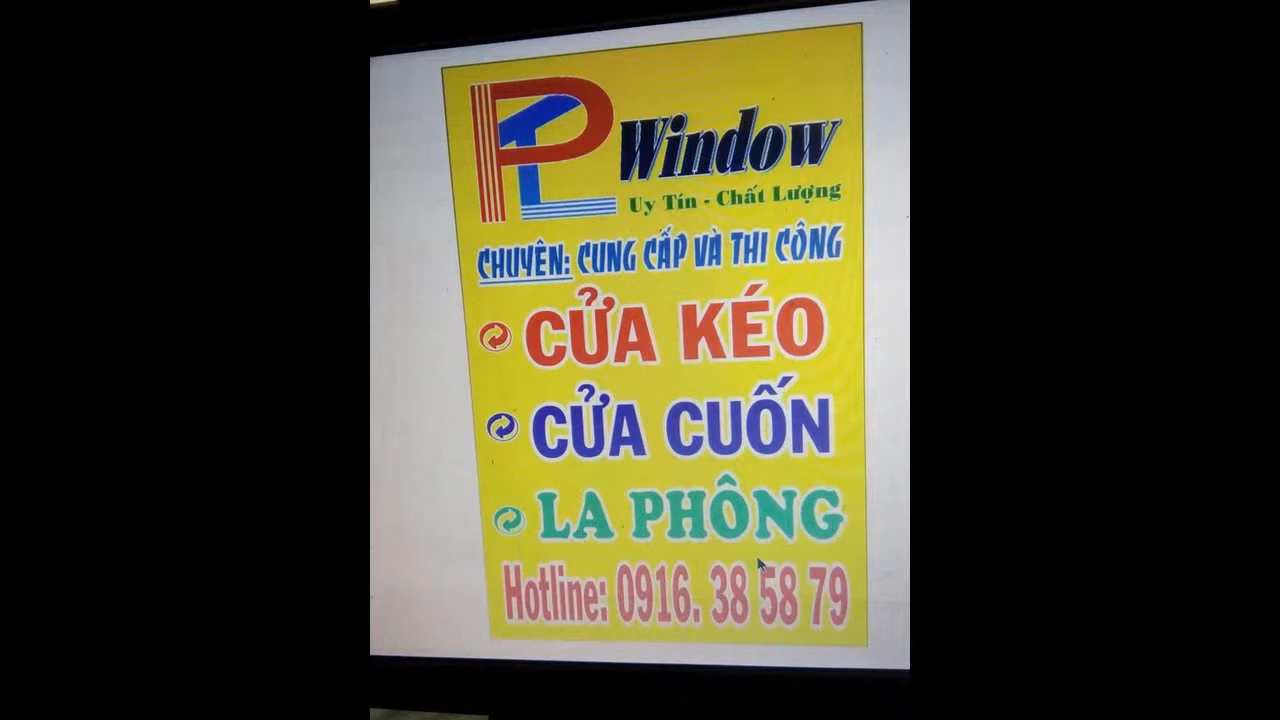 PL Window
Uy Tín - Chất Lượng
CHUYÊN: CUNG CẤP VÀ THI CÔNG
CỬA KÉO
CỬA CUỐN
LA PHÔNG
Hotline: 0916. 38 58 79